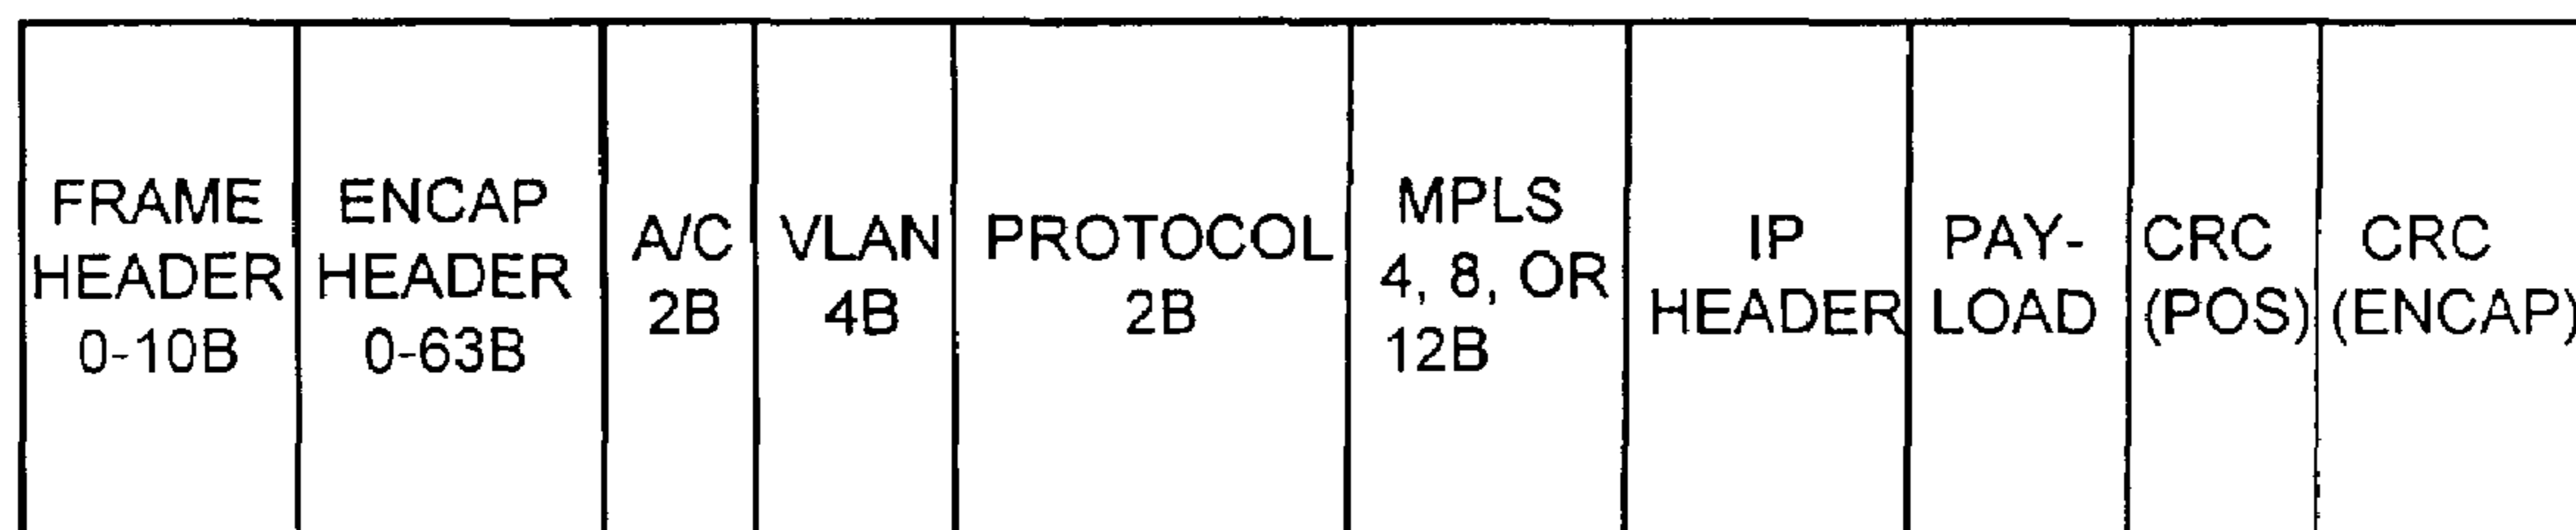 FRAME
HEADER
0-10B
ENCAP
HEADER
0-63B
A/C
2B
VLAN
4B
PROTOCOL
2B
MPLS
4, 8, OR
12B
IP
HEADER
PAY-
LOAD
CRC
(POS)
CRC
(ENCAP)